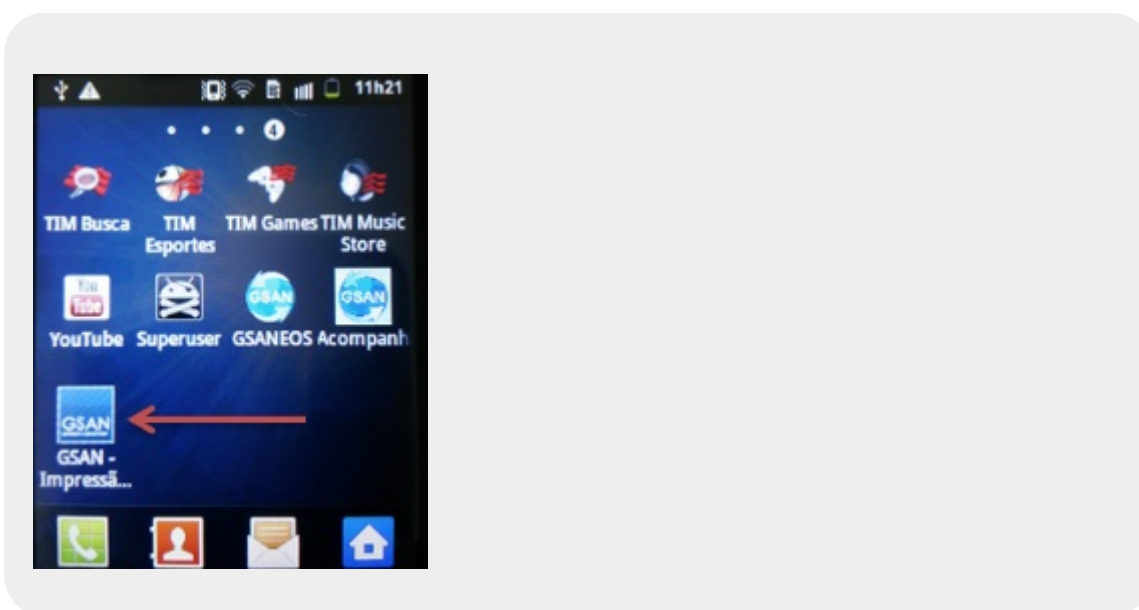 11h21
4
TIM Busca
TIM Esportes
TIM Games
TIM Music Store
You Tube
GSAN
GSAN
YouTube
Superuser
GSANEOS
Acompanh
GSAN
GSAN - Impressã...